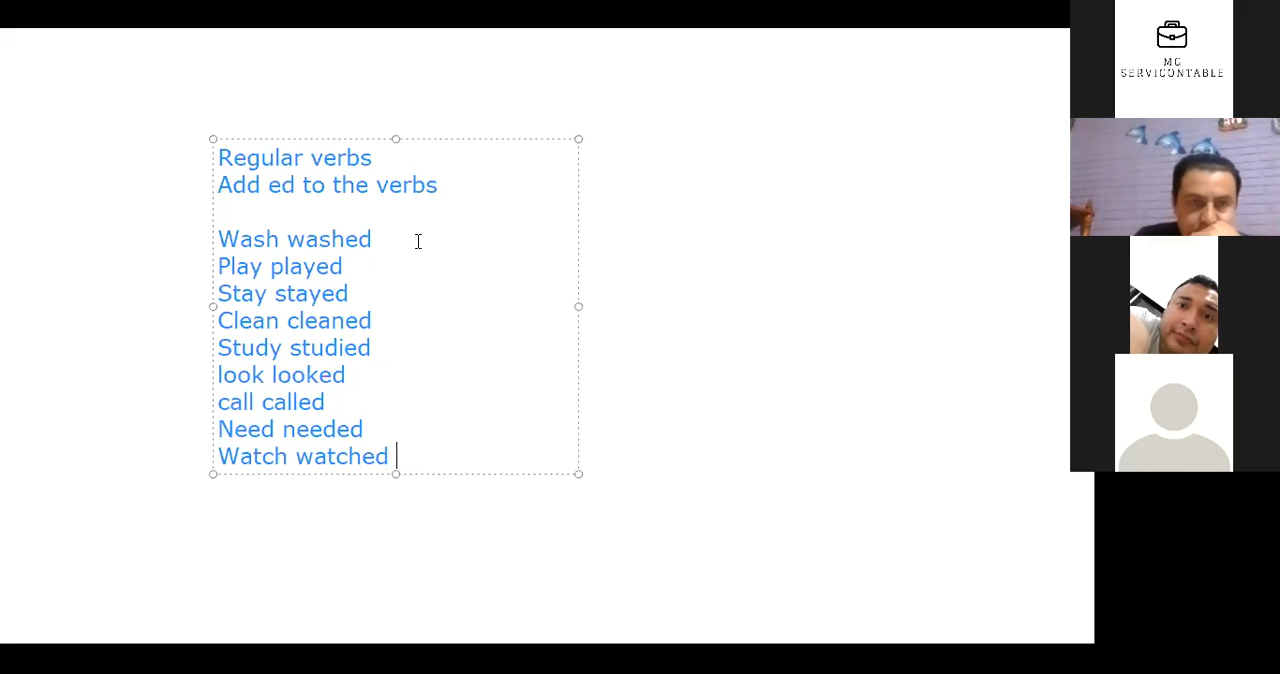 Regular verbs
Add ed to the verbs
Wash washed
Play played
Stay stayed
Clean cleaned
Study studied
look looked
call called
Need needed
Watch watched
MG
SERVICONTABLE